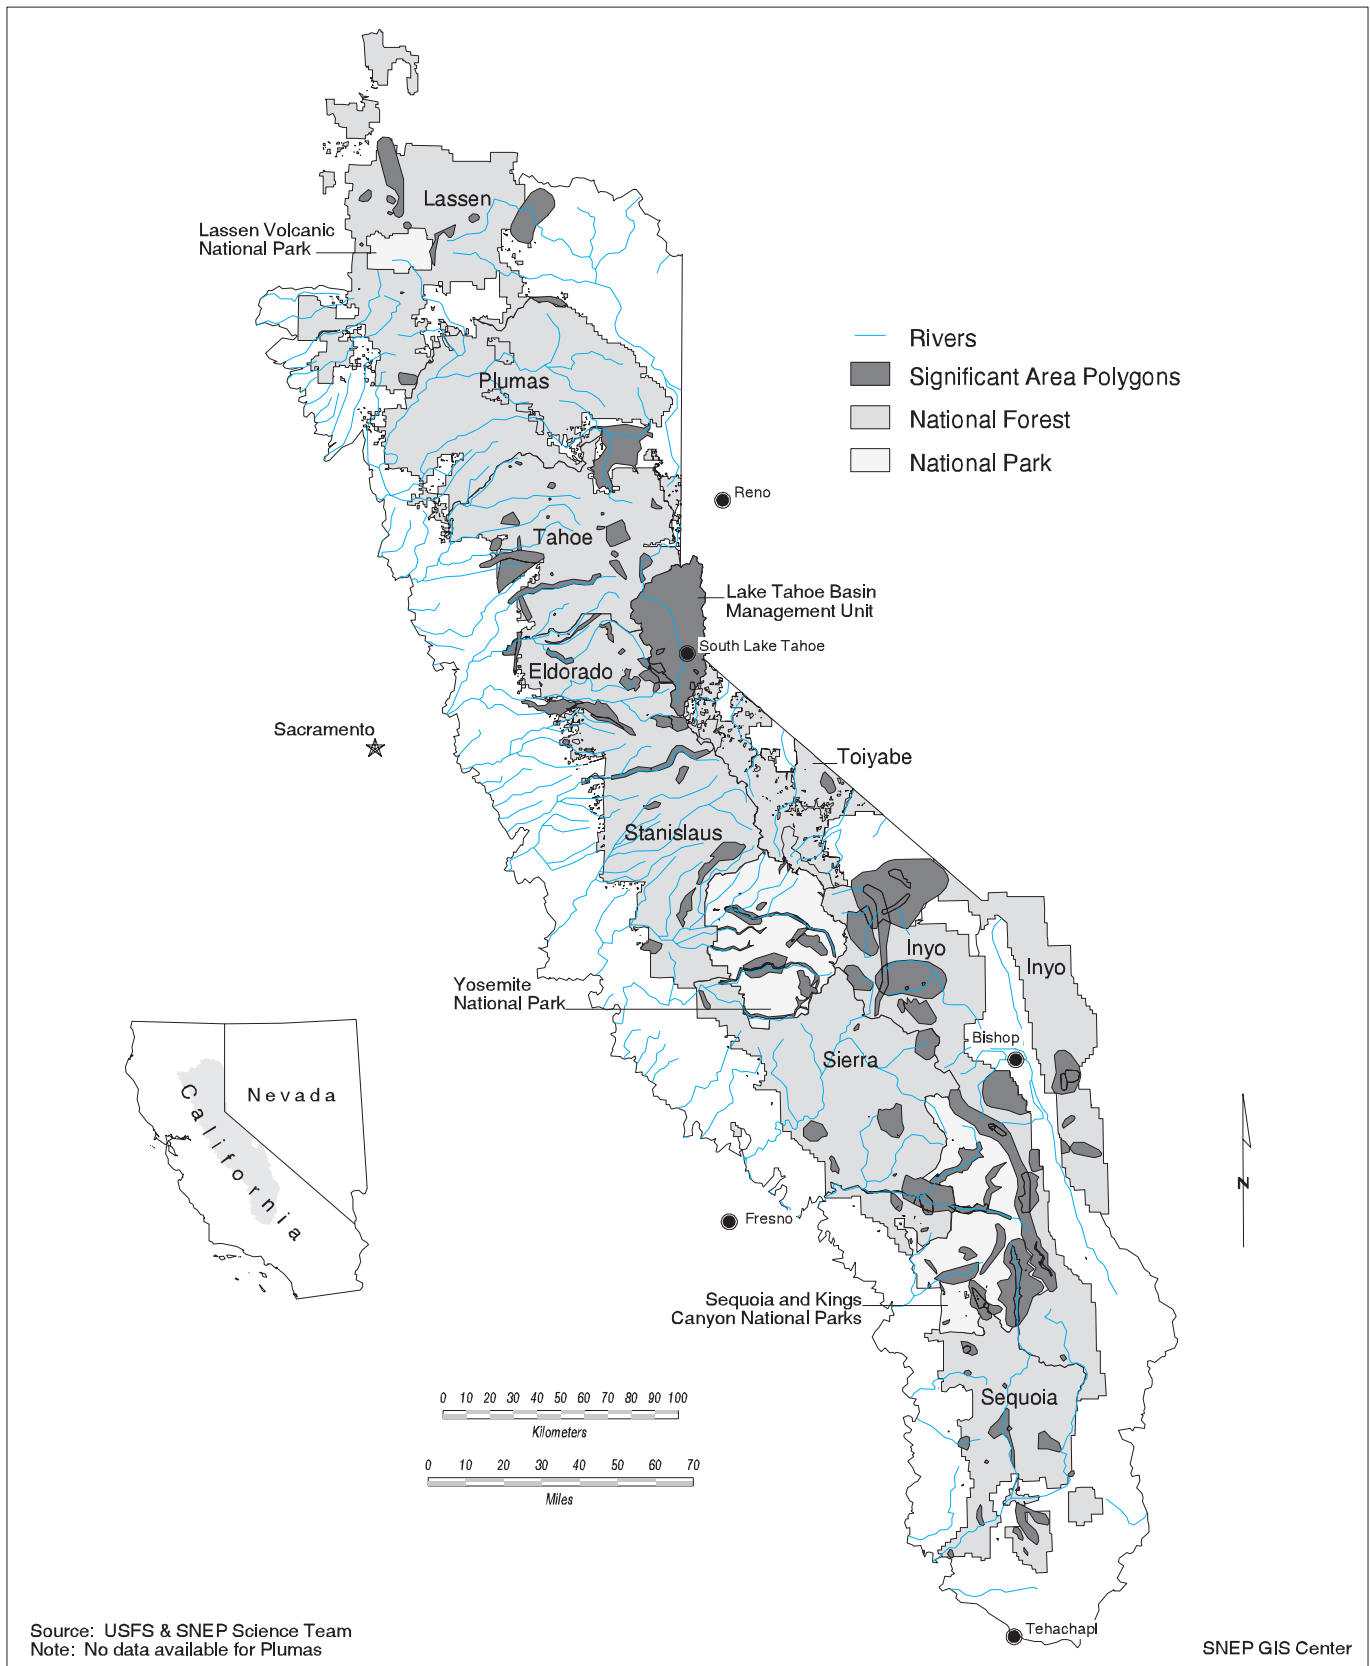 Lassen
Lassen Volcanic
National Park
Rivers
Significant Area Polygons
National Forest
National Park
Plumas
Reno
Tahoe
Lake Tahoe Basin
Management Unit
South Lake Tahoe
Eldorado
Sacramento
Toiyabe
Stanislaus
Inyo
Inyo
Yosemite
National Park
Bishop
Sierra
Nevada
California
N
Fresno
Sequoia and Kings
Canyon National Parks
Sequoia
0 10 20 30 40 50 60 70 80 90 100
Kilometers
0 10 20 30 40 50 60 70
Miles
Tehachapi
Source: USFS & SNEP Science Team
Note: No data available for Plumas
SNEP GIS Center